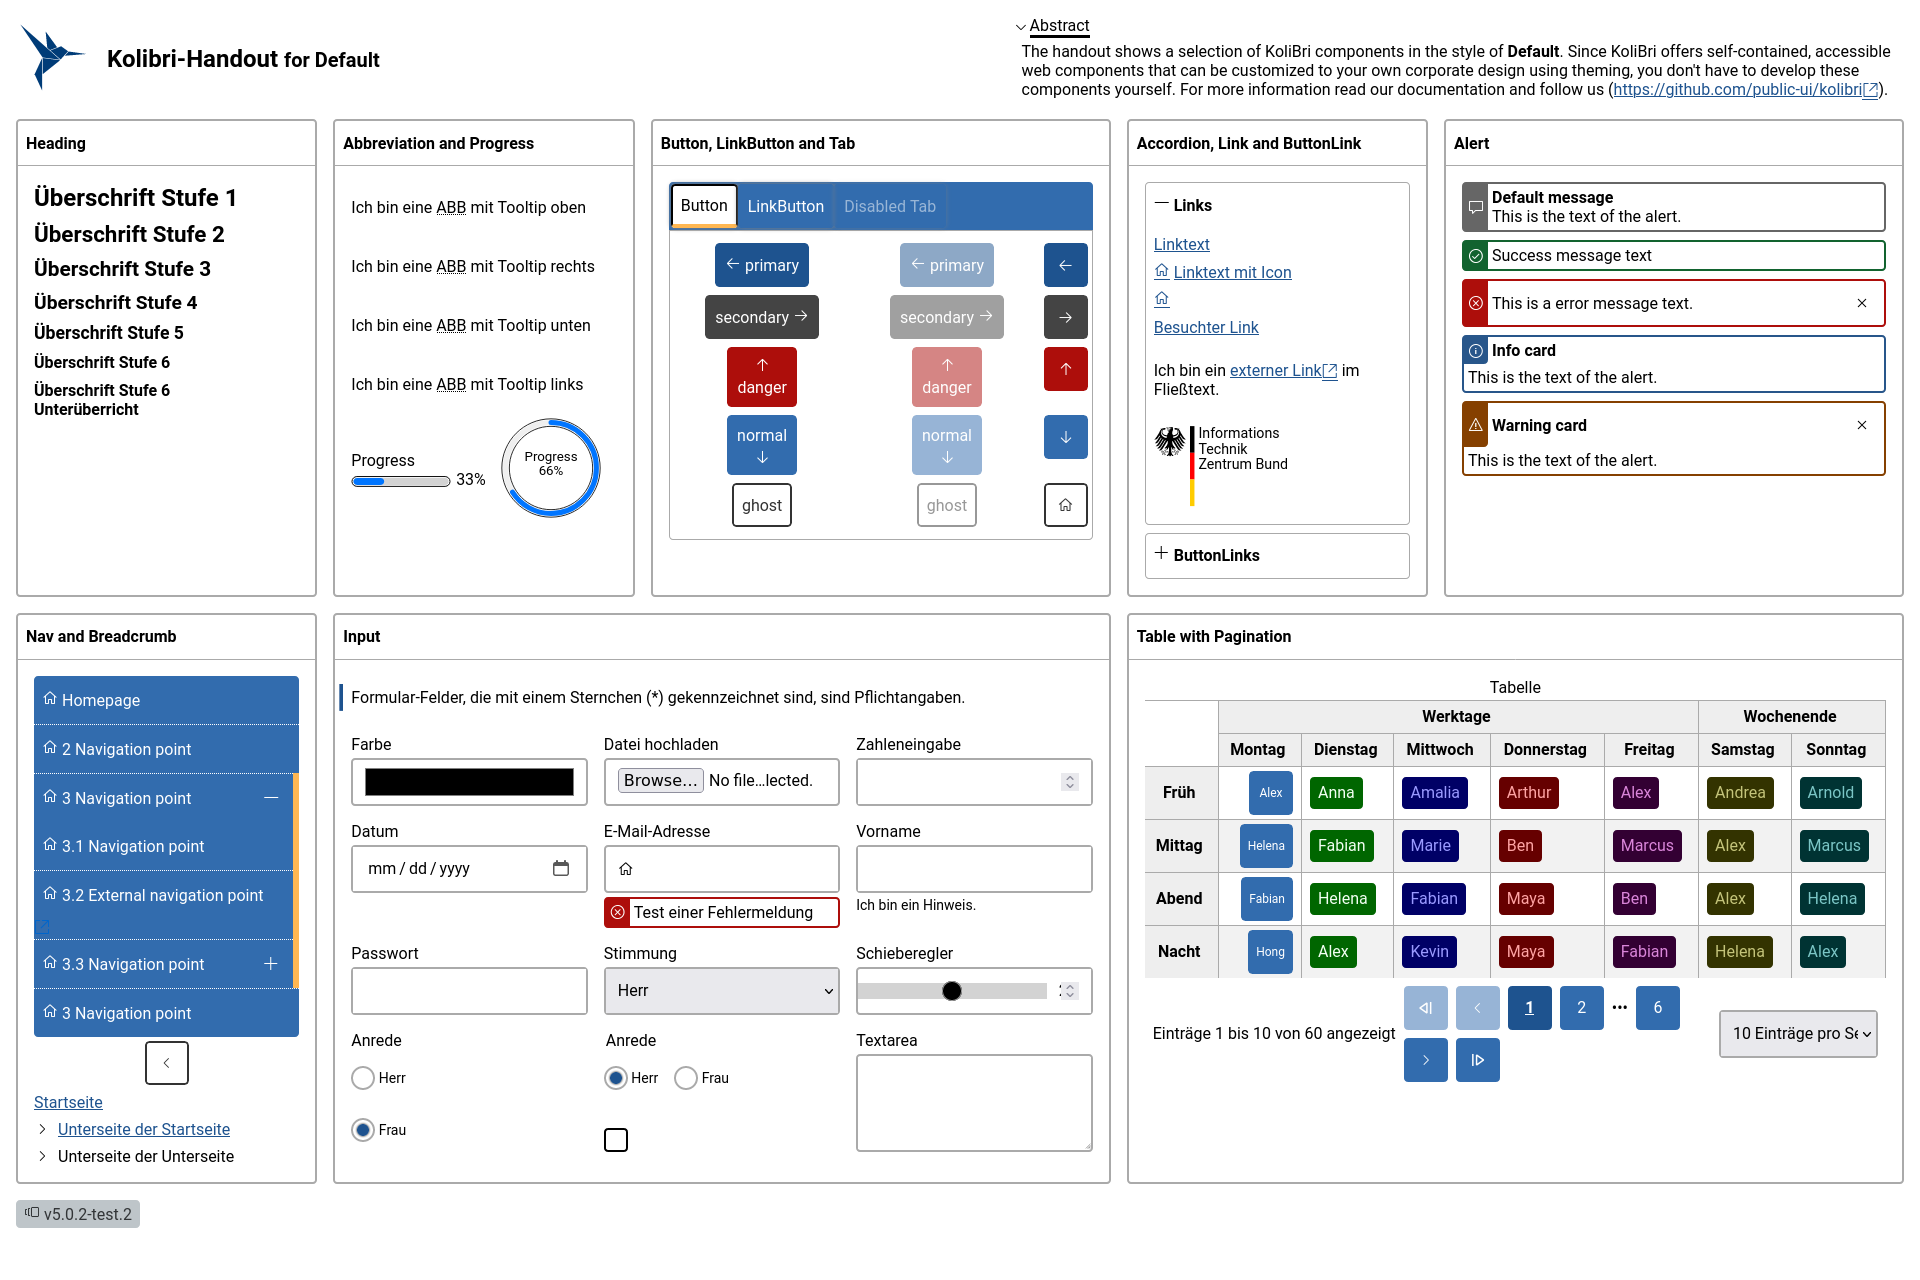 Kolibri-Handout for Default
Abstract
The handout shows a selection of KoliBri components in the style of Default. Since KoliBri offers self-contained, accessible
web components that can be customized to your own corporate design using theming, you don't have to develop these
components yourself. For more information read our documentation and follow us (https://github.com/public-ui/kolibri).
Heading
Überschrift Stufe 1
Überschrift Stufe 2
Überschrift Stufe 3
Überschrift Stufe 4
Überschrift Stufe 5
Überschrift Stufe 6
Überschrift Stufe 6
Unterüberricht
Abbreviation and Progress
Ich bin eine ABB mit Tooltip oben
Ich bin eine ABB mit Tooltip rechts
Ich bin eine ABB mit Tooltip unten
Ich bin eine ABB mit Tooltip links
Progress
33%
Progress
66%
Button, LinkButton and Tab
Button LinkButton Disabled Tab
primary primary
secondary secondary
danger danger
normal normal
ghost ghost
Accordion, Link and ButtonLink
Links
Linktext
Linktext mit Icon
Besuchter Link
Ich bin ein externer Link im
Fließtext.
Informations
Technik
Zentrum Bund
ButtonLinks
Alert
Default message
This is the text of the alert.
Success message text
This is a error message text.
Info card
This is the text of the alert.
Warning card
This is the text of the alert.
Nav and Breadcrumb
Homepage
2 Navigation point
3 Navigation point
3.1 Navigation point
3.2 External navigation point
3.3 Navigation point
3 Navigation point
Startseite
Unterseite der Startseite
Unterseite der Unterseite
Input
Formular-Felder, die mit einem Sternchen (*) gekennzeichnet sind, sind Pflichtangaben.
Farbe
Datei hochladen
Browse... No file...lected.
Zahleneingabe
Datum
mm / dd / yyyy
E-Mail-Adresse
Test einer Fehlermeldung
Vorname
Ich bin ein Hinweis.
Passwort
Stimmung
Herr
Schieberegler
Anrede
Herr
Frau
Anrede
Herr Frau
Textarea
Table with Pagination
Tabelle
Werktage Wochenende
Montag Dienstag Mittwoch Donnerstag Freitag Samstag Sonntag
Früh Alex Anna Amalia Arthur Alex Andrea Arnold
Mittag Helena Fabian Marie Ben Marcus Alex Marcus
Abend Fabian Helena Fabian Maya Ben Alex Helena
Nacht Hong Alex Kevin Maya Fabian Helena Alex
Einträge 1 bis 10 von 60 angezeigt
1 2 ••• 6
10 Einträge pro Se
v5.0.2-test.2